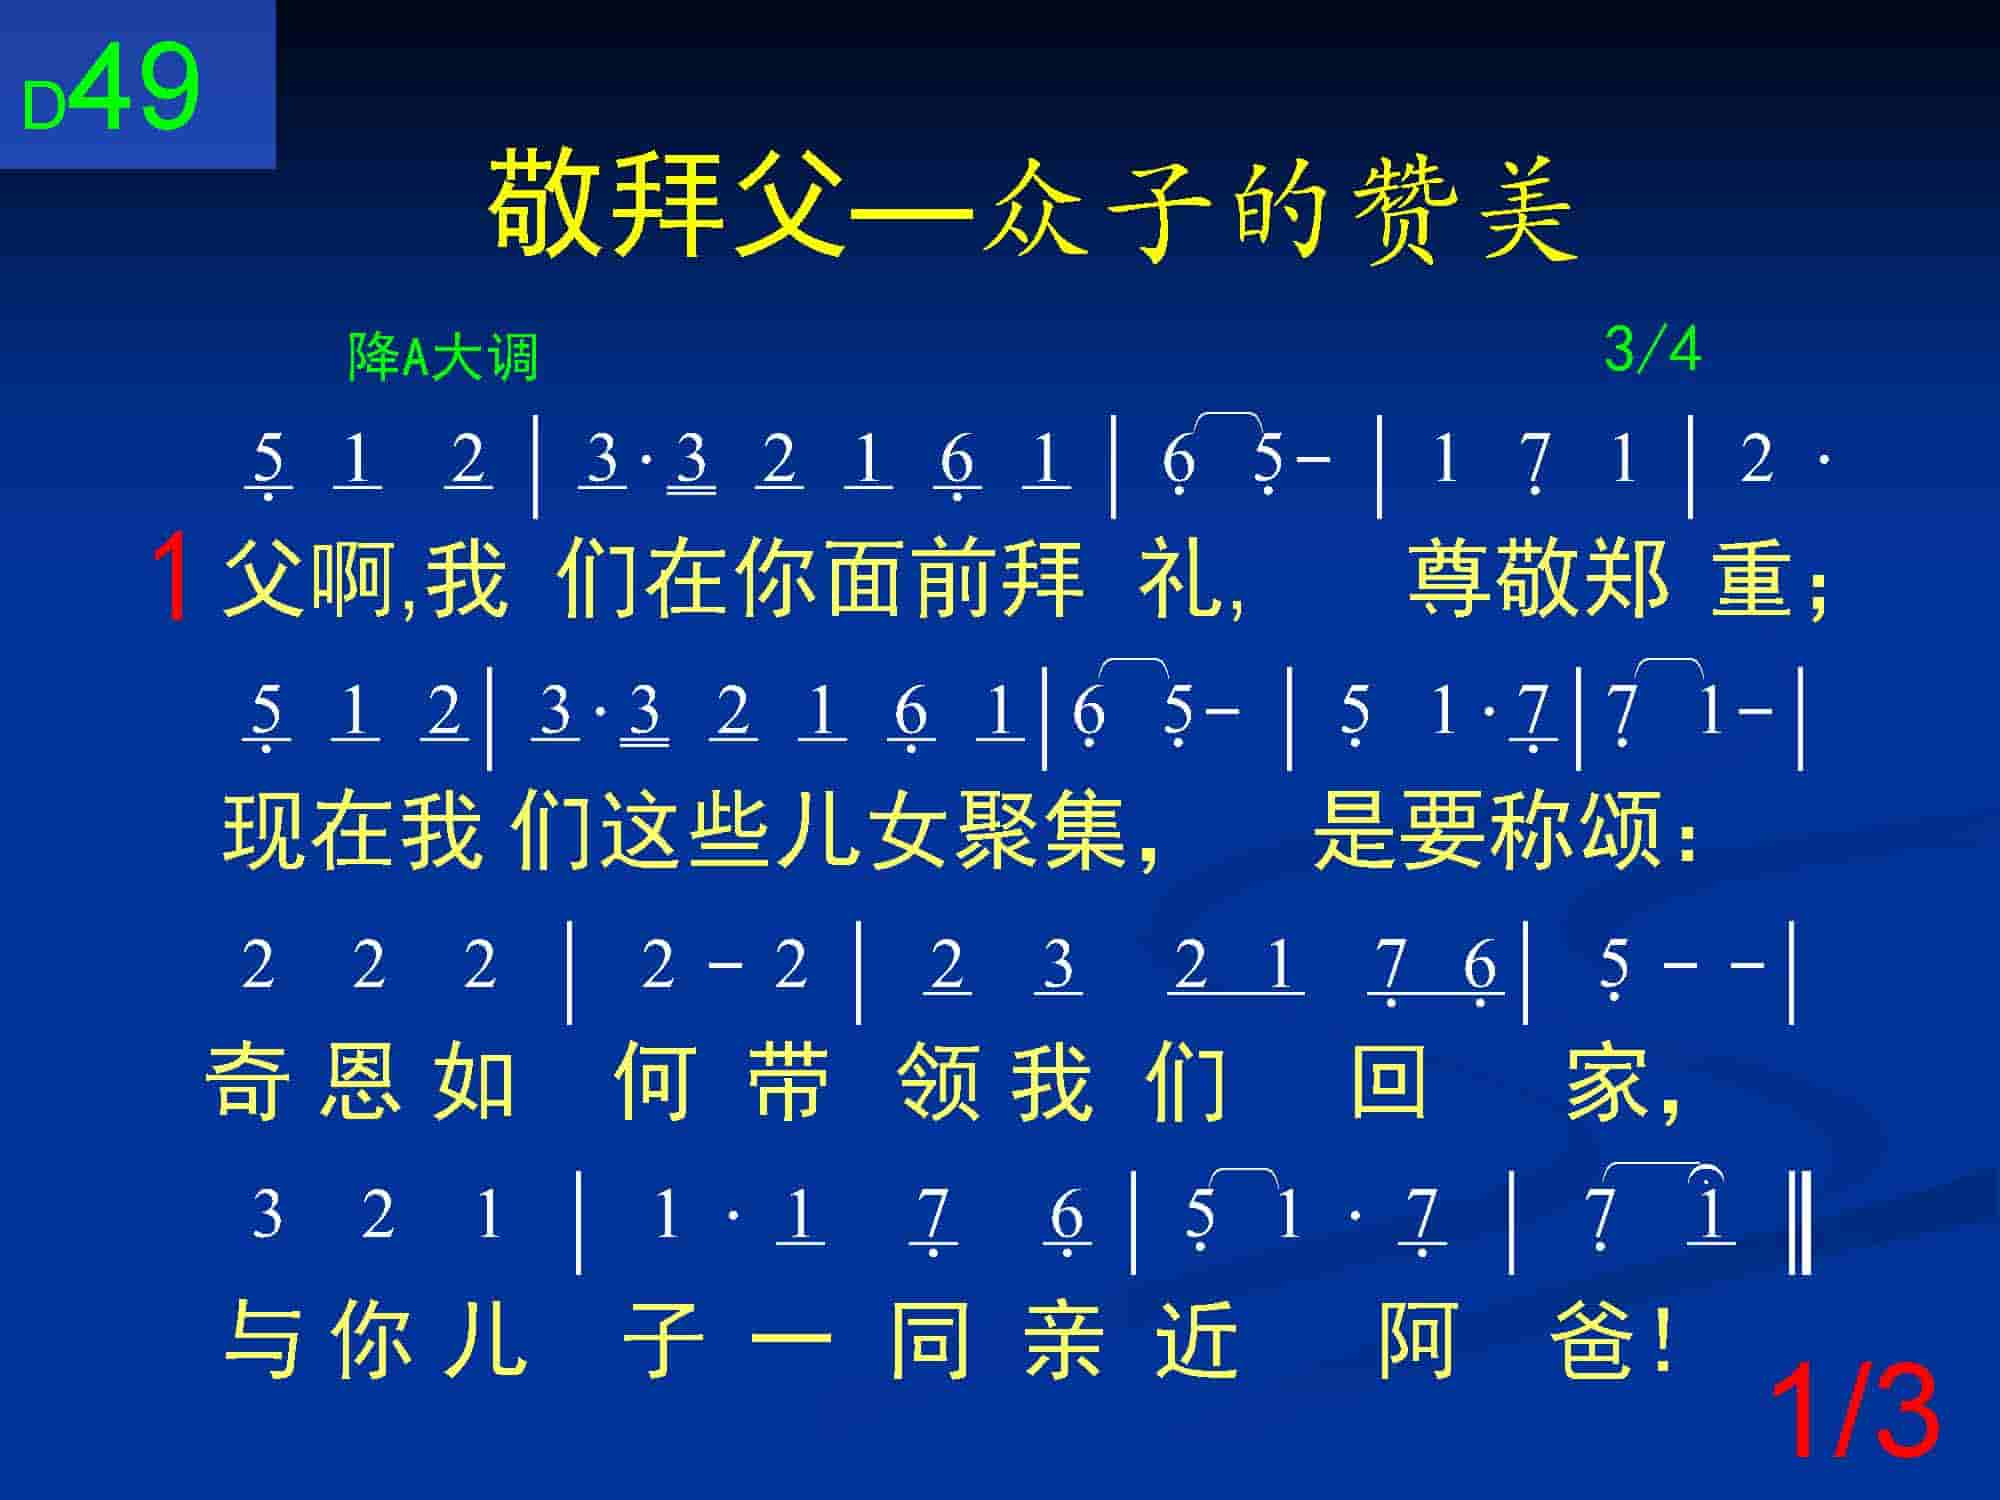 D49
敬拜父—众子的赞美
降A大调 3/4
5̣ 1 2 | 3·3 2 1 6̣ 1 | 6̣ 5̣ – | 1 7̣ 1 | 2 ·
1 父啊,我 们在你面前拜 礼, 尊敬郑 重;
5̣ 1 2 | 3·3 2 1 6̣ 1 | 6̣ 5̣ – | 5̣ 1·7̣ | 7̣ 1 – |
现在我 们这些儿女聚集, 是要称颂:
2 2 2 | 2 – 2 | 2 3 2 1 7̣ 6̣ | 5̣ – – |
奇恩如 何带 领我们 回 家,
3 2 1 | 1 · 1 7̣ 6̣ | 5̣ 1 · 7̣ | 7̣ 1 ‖
与你儿 子一同亲近 阿 爸!
1/3